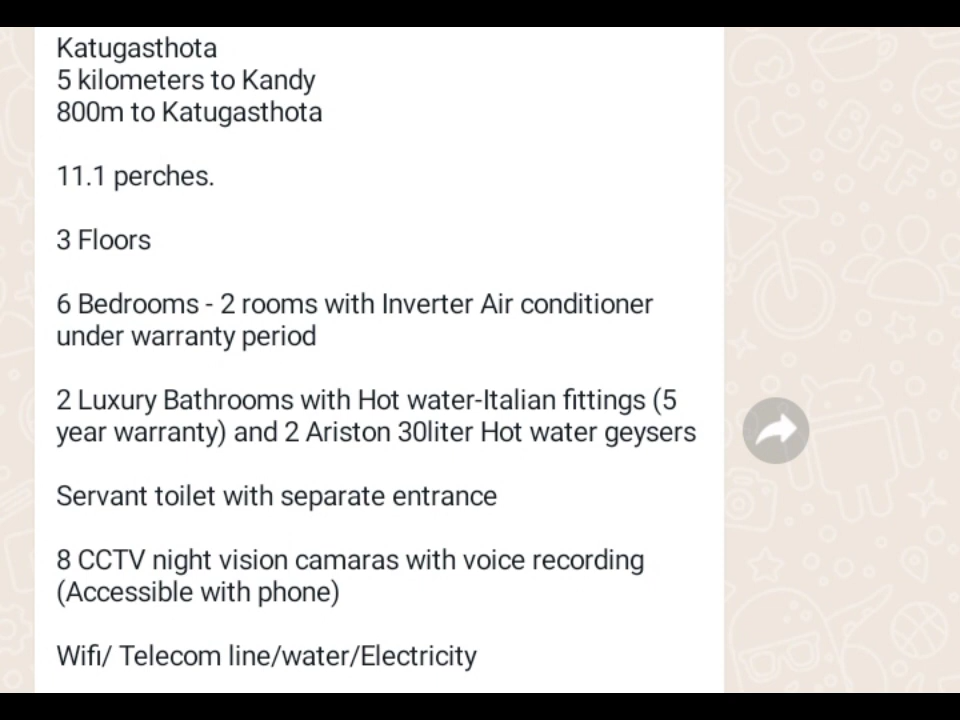 Katugasthota
5 kilometers to Kandy
800m to Katugasthota
11.1 perches.
3 Floors
6 Bedrooms - 2 rooms with Inverter Air conditioner
under warranty period
2 Luxury Bathrooms with Hot water-Italian fittings (5
year warranty) and 2 Ariston 30liter Hot water geysers
Servant toilet with separate entrance
8 CCTV night vision camaras with voice recording
(Accessible with phone)
Wifi/ Telecom line/water/Electricity
BFF